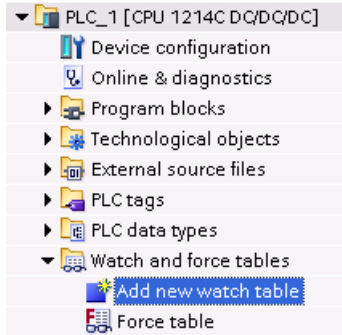 PLC_1 [CPU 1214C DC/DC/DC]
Device configuration
Online & diagnostics
Program blocks
Technological objects
External source files
PLC tags
PLC data types
Watch and force tables
Add new watch table
Force table